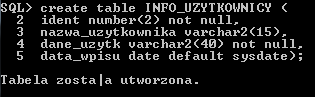 SQL> create table INFO_UZYTKOWNICY (
2 ident number(2) not null,
3 nazwa_uzytkownika varchar2(15),
4 dane_uzytk varchar2(40) not null,
5 data_wpisu date default sysdate);
Tabela zosta|a utworzona.